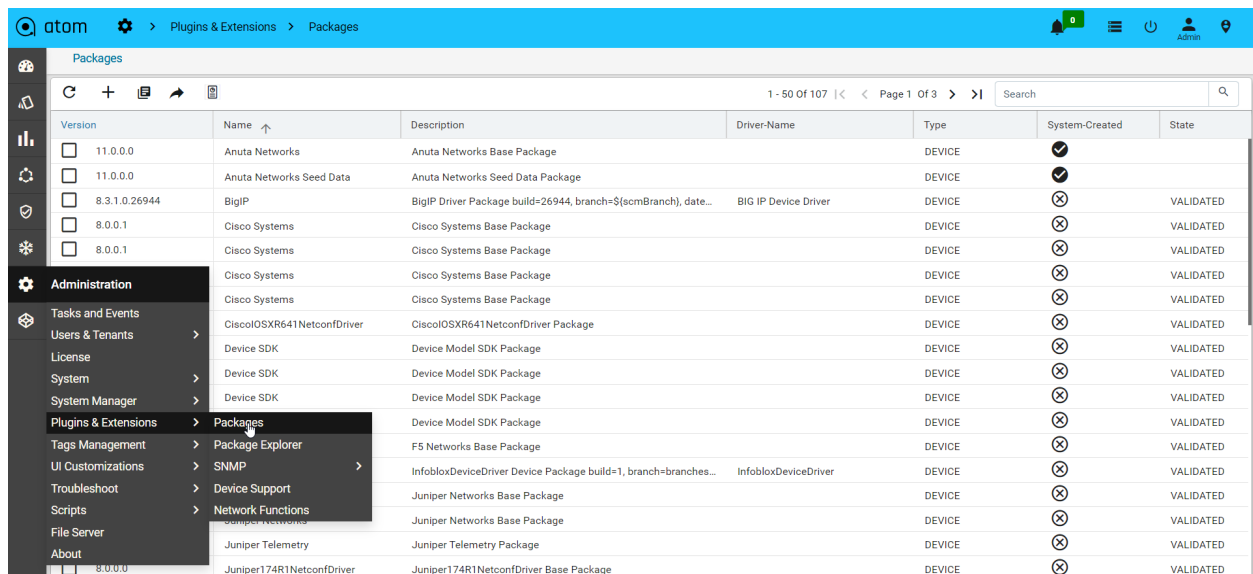 atom > Plugins & Extensions > Packages 0 Admin
Packages
1 - 50 Of 107 |< < Page 1 Of 3 > >| Search
Version Name Description Driver-Name Type System-Created State
11.0.0.0 Anuta Networks Anuta Networks Base Package DEVICE
11.0.0.0 Anuta Networks Seed Data Anuta Networks Seed Data Package DEVICE
8.3.1.0.26944 BigIP BigIP Driver Package build=26944, branch=${scmBranch}, date... BIG IP Device Driver DEVICE VALIDATED
8.0.0.1 Cisco Systems Cisco Systems Base Package DEVICE VALIDATED
8.0.0.1 Cisco Systems Cisco Systems Base Package DEVICE VALIDATED
Cisco Systems Cisco Systems Base Package DEVICE VALIDATED
Administration
Cisco Systems Cisco Systems Base Package DEVICE VALIDATED
Tasks and Events
CiscoIOSXR641NetconfDriver CiscoIOSXR641NetconfDriver Package DEVICE VALIDATED
Users & Tenants >
Device SDK Device Model SDK Package DEVICE VALIDATED
License
Device SDK Device Model SDK Package DEVICE VALIDATED
System >
Device SDK Device Model SDK Package DEVICE VALIDATED
System Manager >
Plugins & Extensions > Packages Device Model SDK Package DEVICE VALIDATED
Tags Management > Package Explorer F5 Networks Base Package DEVICE VALIDATED
UI Customizations > SNMP > InfobloxDeviceDriver Device Package build=1, branch=branches... InfobloxDeviceDriver DEVICE VALIDATED
Troubleshoot > Device Support Juniper Networks Base Package DEVICE VALIDATED
Scripts > Network Functions
Juniper Networks Juniper Networks Base Package DEVICE VALIDATED
File Server
Juniper Telemetry Juniper Telemetry Package DEVICE VALIDATED
About
8.0.0.0 Juniper174R1NetconfDriver Juniper174R1NetconfDriver Base Package DEVICE VALIDATED